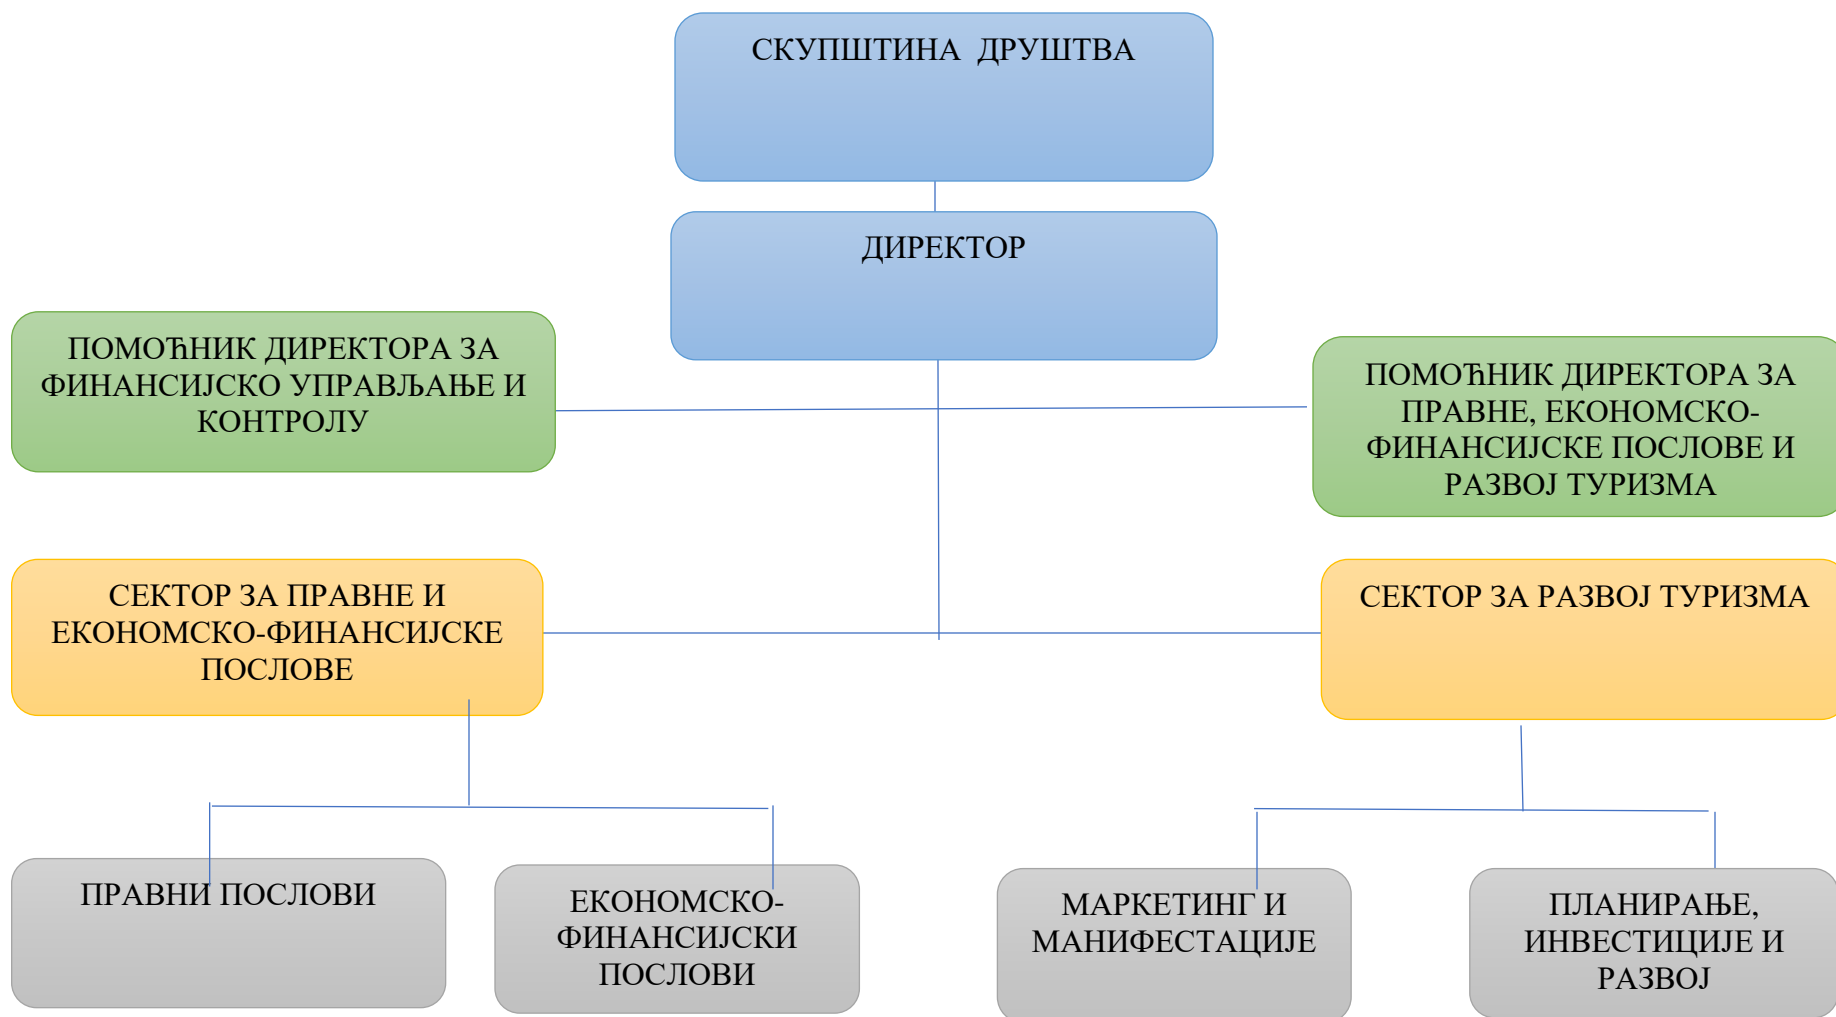 СКУПШТИНА ДРУШТВА
ДИРЕКТОР
ПОМОЋНИК ДИРЕКТОРА ЗА
ФИНАНСИЈСКО УПРАВЉАЊЕ И
КОНТРОЛУ
ПОМОЋНИК ДИРЕКТОРА ЗА
ПРАВНЕ, ЕКОНОМСКО-
ФИНАНСИЈСКЕ ПОСЛОВЕ И
РАЗВОЈ ТУРИЗМА
СЕКТОР ЗА ПРАВНЕ И
ЕКОНОМСКО-ФИНАНСИЈСКЕ
ПОСЛОВЕ
СЕКТОР ЗА РАЗВОЈ ТУРИЗМА
ПРАВНИ ПОСЛОВИ
ЕКОНОМСКО-
ФИНАНСИЈСКИ
ПОСЛОВИ
МАРКЕТИНГ И
МАНИФЕСТАЦИЈЕ
ПЛАНИРАЊЕ,
ИНВЕСТИЦИЈЕ И
РАЗВОЈ